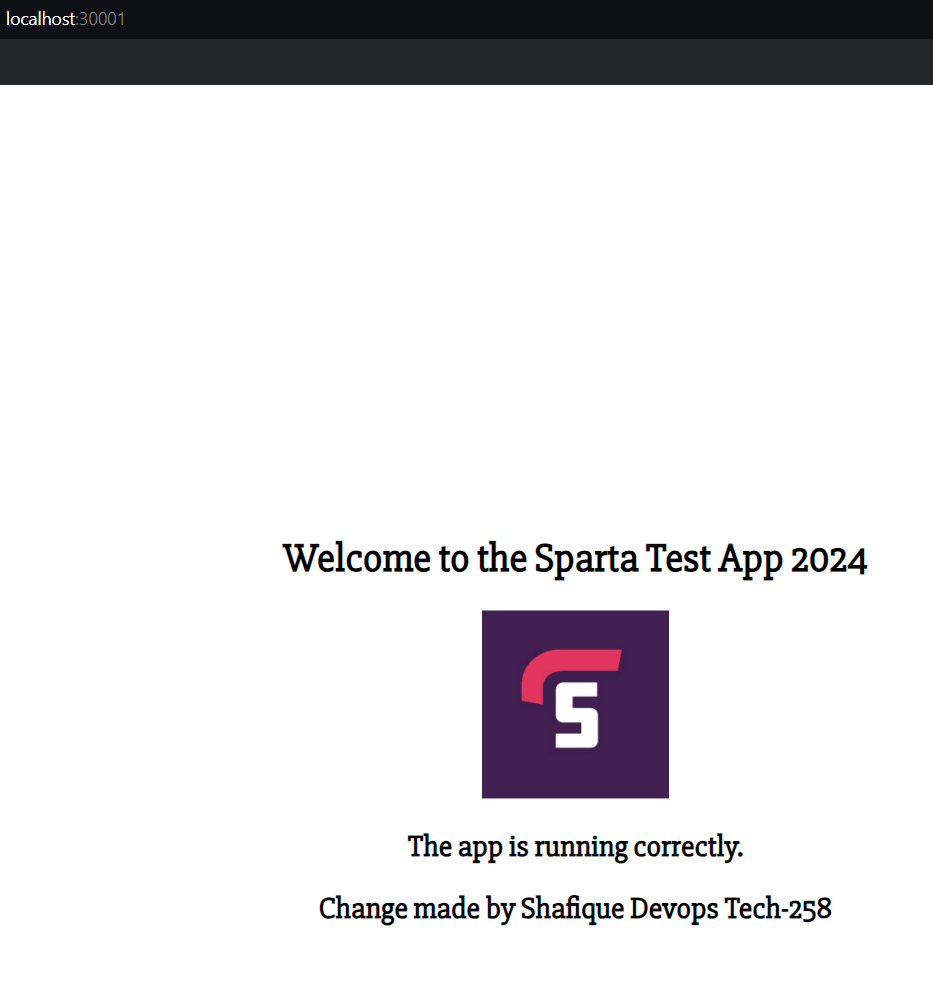 localhost:30001
Welcome to the Sparta Test App 2024
S
The app is running correctly.
Change made by Shafique Devops Tech-258